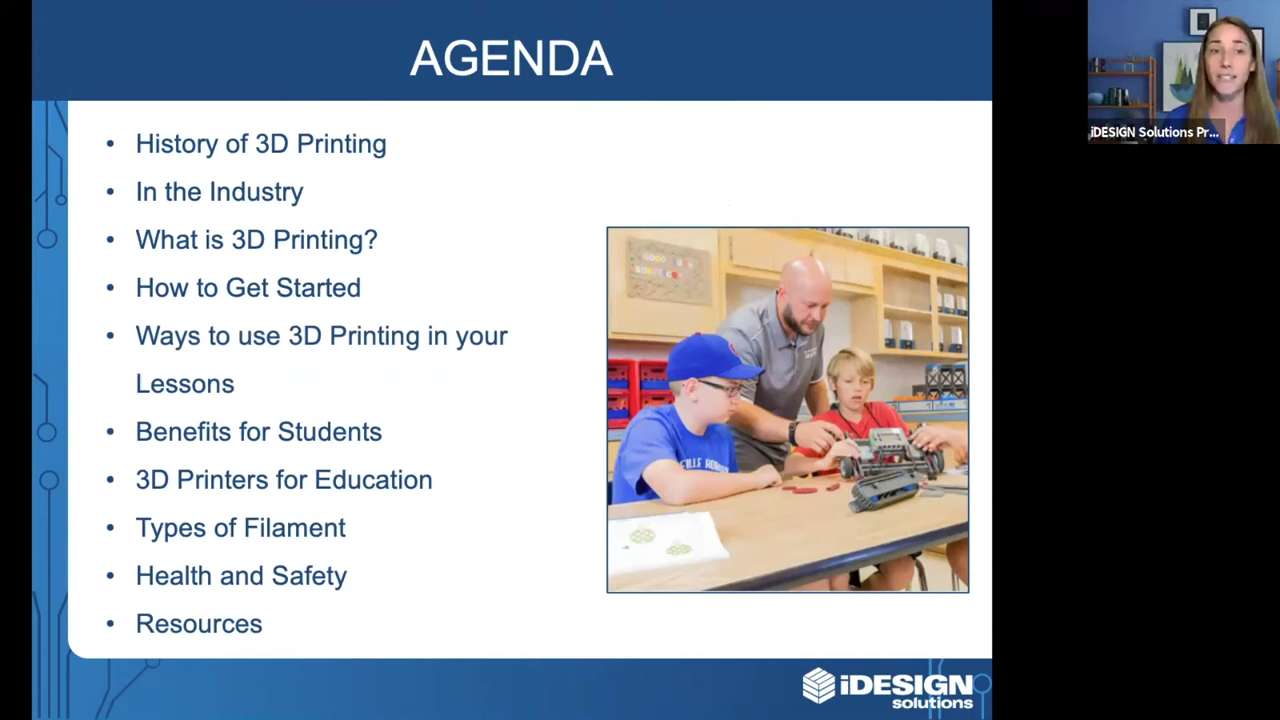 AGENDA
iDESIGN Solutions Pr...
• History of 3D Printing
• In the Industry
• What is 3D Printing?
• How to Get Started
• Ways to use 3D Printing in your
Lessons
• Benefits for Students
• 3D Printers for Education
• Types of Filament
• Health and Safety
• Resources
iDESIGN
solutions